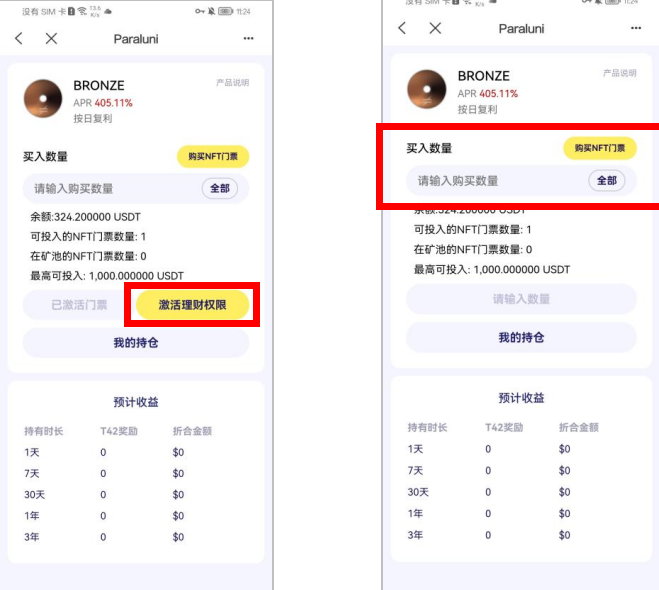 没有 SIM 卡 13.6 K/s 11:24
Paraluni
BRONZE
产品说明
APR 405.11%
按日复利
买入数量
购买NFT门票
请输入购买数量
全部
余额:324.200000 USDT
可投入的NFT门票数量: 1
在矿池的NFT门票数量: 0
最高可投入: 1,000.000000 USDT
已激活门票
激活理财权限
我的持仓
预计收益
持有时长 T42奖励 折合金额
1天 0 $0
7天 0 $0
30天 0 $0
1年 0 $0
3年 0 $0
没有 SIM 卡 K/s 11:24
Paraluni
BRONZE
产品说明
APR 405.11%
按日复利
买入数量
购买NFT门票
请输入购买数量
全部
余额:324.200000 USDT
可投入的NFT门票数量: 1
在矿池的NFT门票数量: 0
最高可投入: 1,000.000000 USDT
请输入数量
我的持仓
预计收益
持有时长 T42奖励 折合金额
1天 0 $0
7天 0 $0
30天 0 $0
1年 0 $0
3年 0 $0